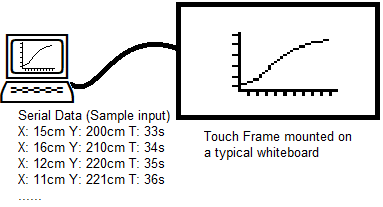 Serial Data (Sample input)
X: 15cm Y: 200cm T: 33s
X: 16cm Y: 210cm T: 34s
X: 12cm Y: 220cm T: 35s
X: 11cm Y: 221cm T: 36s
......
Touch Frame mounted on
a typical whiteboard